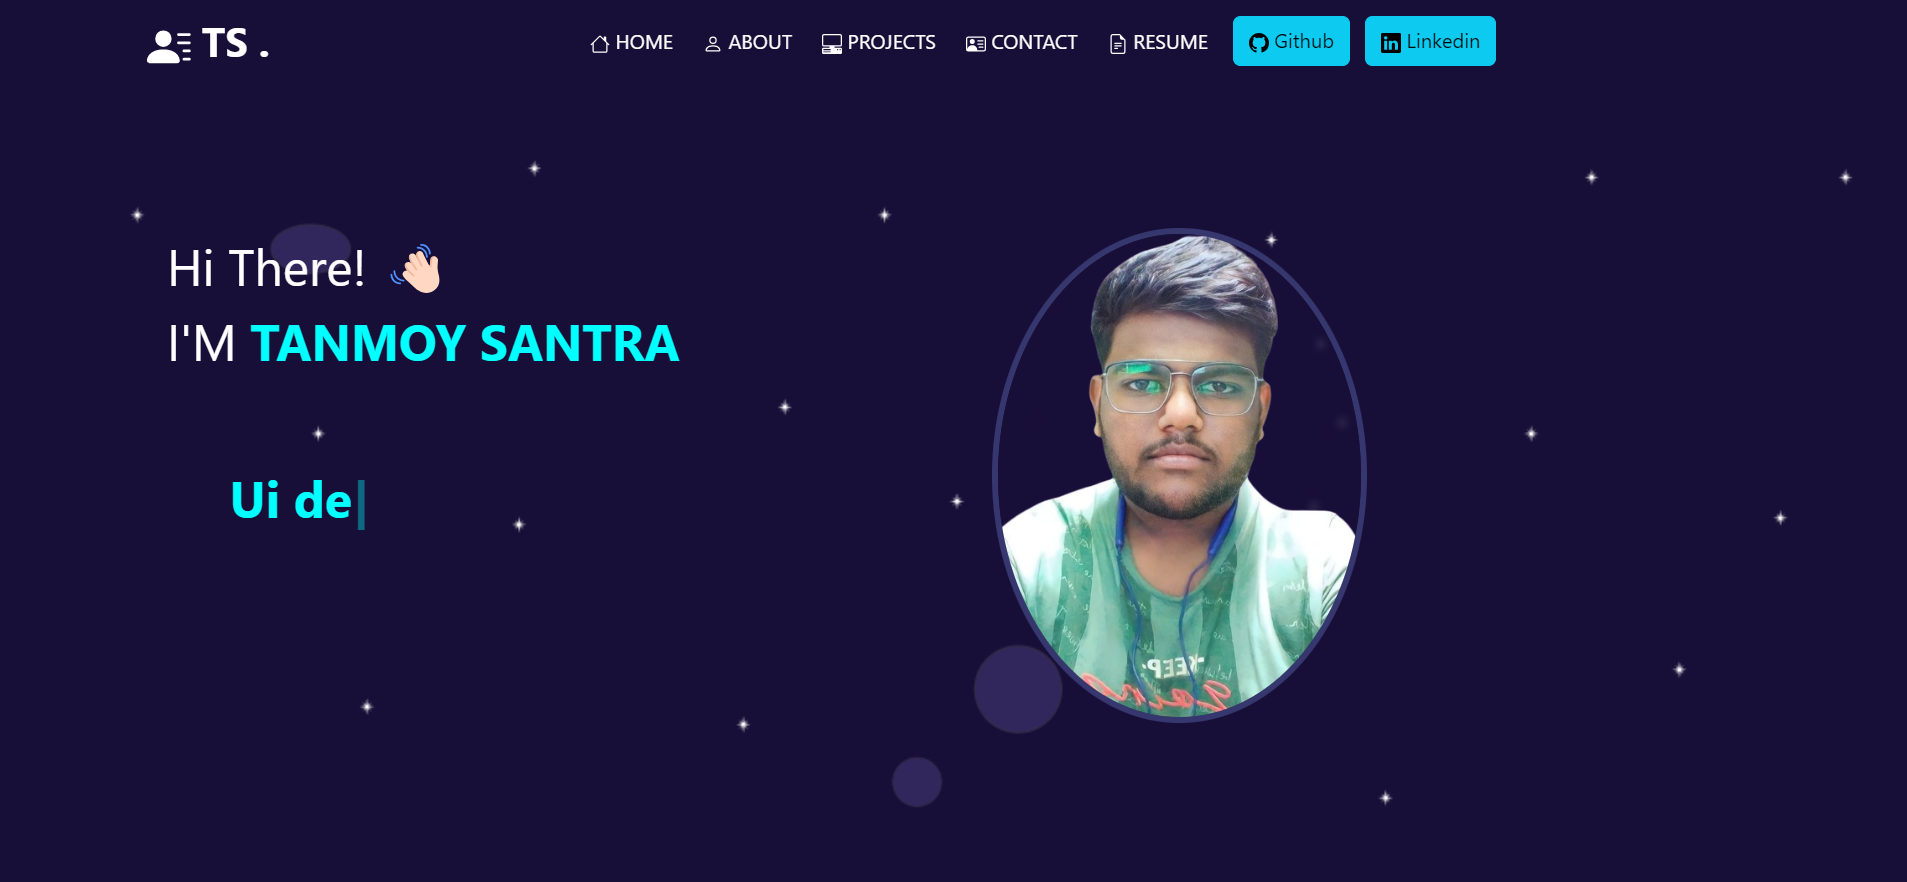 TS .
HOME ABOUT PROJECTS CONTACT RESUME Github Linkedin
Hi There!
I'M TANMOY SANTRA
Ui de
KEEP